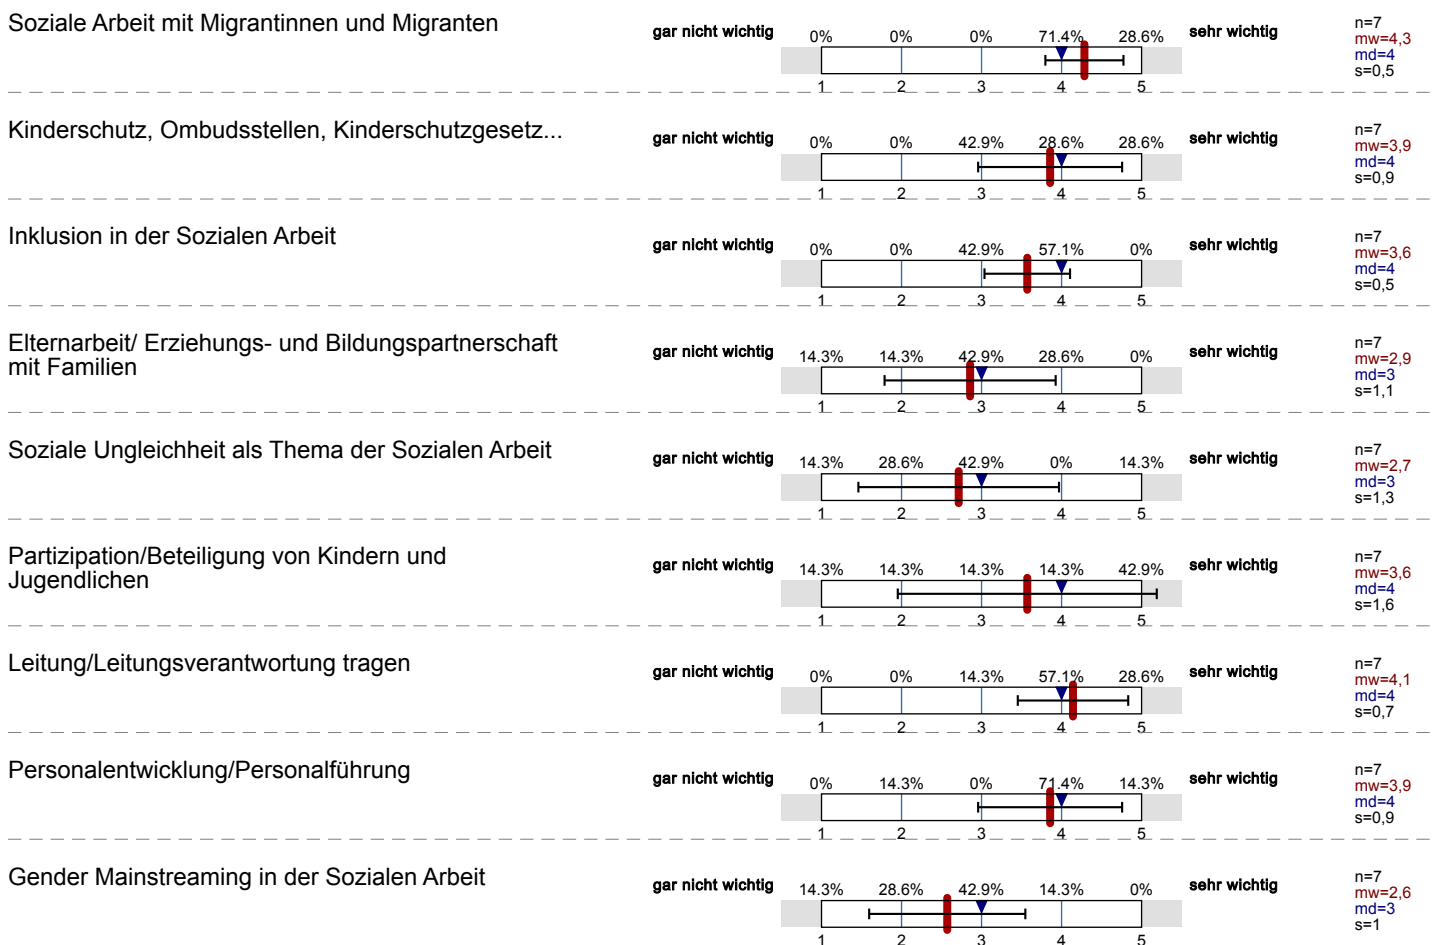 Soziale Arbeit mit Migrantinnen und Migranten
gar nicht wichtig
0% 0% 0% 71.4% 28.6%
sehr wichtig
1 2 3 4 5
n=7
mw=4,3
md=4
s=0,5
Kinderschutz, Ombudsstellen, Kinderschutzgesetz...
gar nicht wichtig
0% 0% 42.9% 28.6% 28.6%
sehr wichtig
1 2 3 4 5
n=7
mw=3,9
md=4
s=0,9
Inklusion in der Sozialen Arbeit
gar nicht wichtig
0% 0% 42.9% 57.1% 0%
sehr wichtig
1 2 3 4 5
n=7
mw=3,6
md=4
s=0,5
Elternarbeit/ Erziehungs- und Bildungspartnerschaft
mit Familien
gar nicht wichtig
14.3% 14.3% 42.9% 28.6% 0%
sehr wichtig
1 2 3 4 5
n=7
mw=2,9
md=3
s=1,1
Soziale Ungleichheit als Thema der Sozialen Arbeit
gar nicht wichtig
14.3% 28.6% 42.9% 0% 14.3%
sehr wichtig
1 2 3 4 5
n=7
mw=2,7
md=3
s=1,3
Partizipation/Beteiligung von Kindern und
Jugendlichen
gar nicht wichtig
14.3% 14.3% 14.3% 14.3% 42.9%
sehr wichtig
1 2 3 4 5
n=7
mw=3,6
md=4
s=1,6
Leitung/Leitungsverantwortung tragen
gar nicht wichtig
0% 0% 14.3% 57.1% 28.6%
sehr wichtig
1 2 3 4 5
n=7
mw=4,1
md=4
s=0,7
Personalentwicklung/Personalführung
gar nicht wichtig
0% 14.3% 0% 71.4% 14.3%
sehr wichtig
1 2 3 4 5
n=7
mw=3,9
md=4
s=0,9
Gender Mainstreaming in der Sozialen Arbeit
gar nicht wichtig
14.3% 28.6% 42.9% 14.3% 0%
sehr wichtig
1 2 3 4 5
n=7
mw=2,6
md=3
s=1